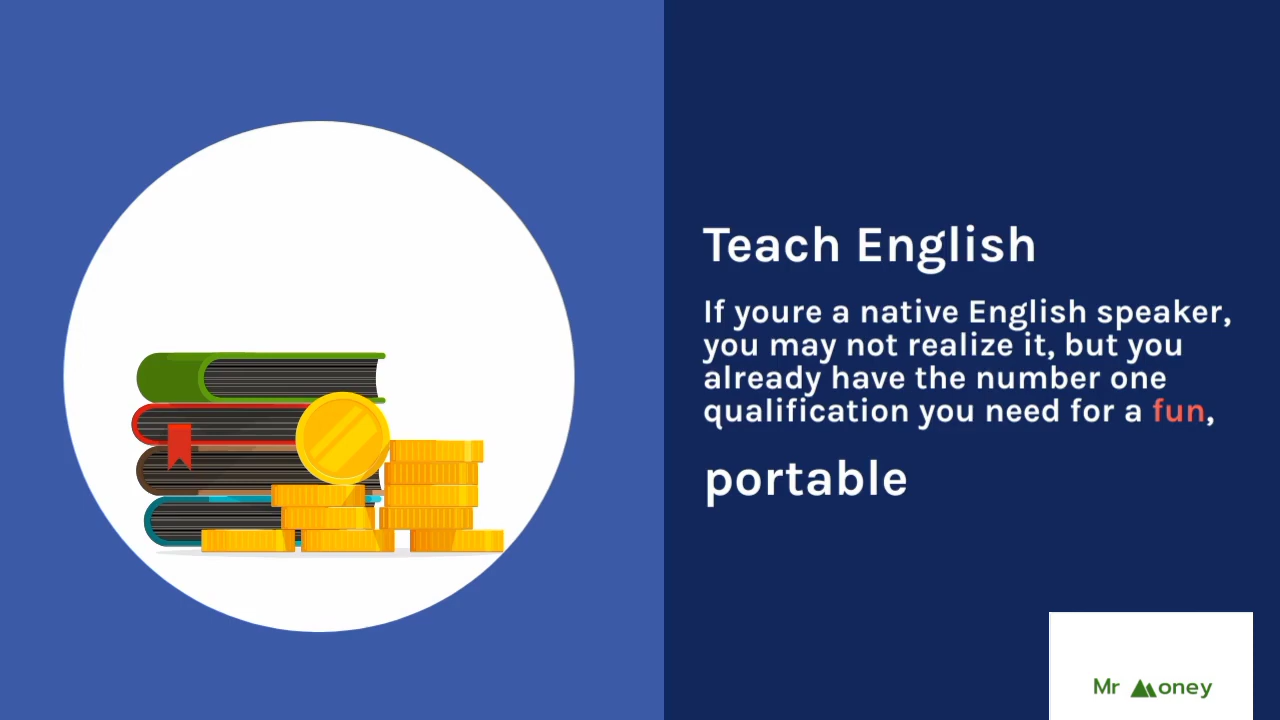 Teach English
If youre a native English speaker,
you may not realize it, but you
already have the number one
qualification you need for a fun,
portable
Mr Money